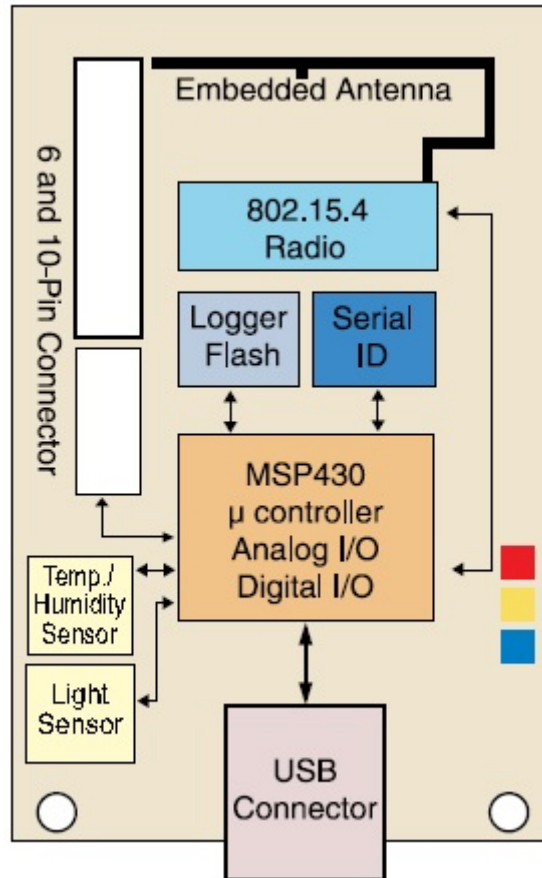 Embedded Antenna
6 and 10-Pin Connector
802.15.4
Radio
Logger
Flash
Serial
ID
MSP430
µ controller
Analog I/O
Digital I/O
Temp./
Humidity
Sensor
Light
Sensor
USB
Connector